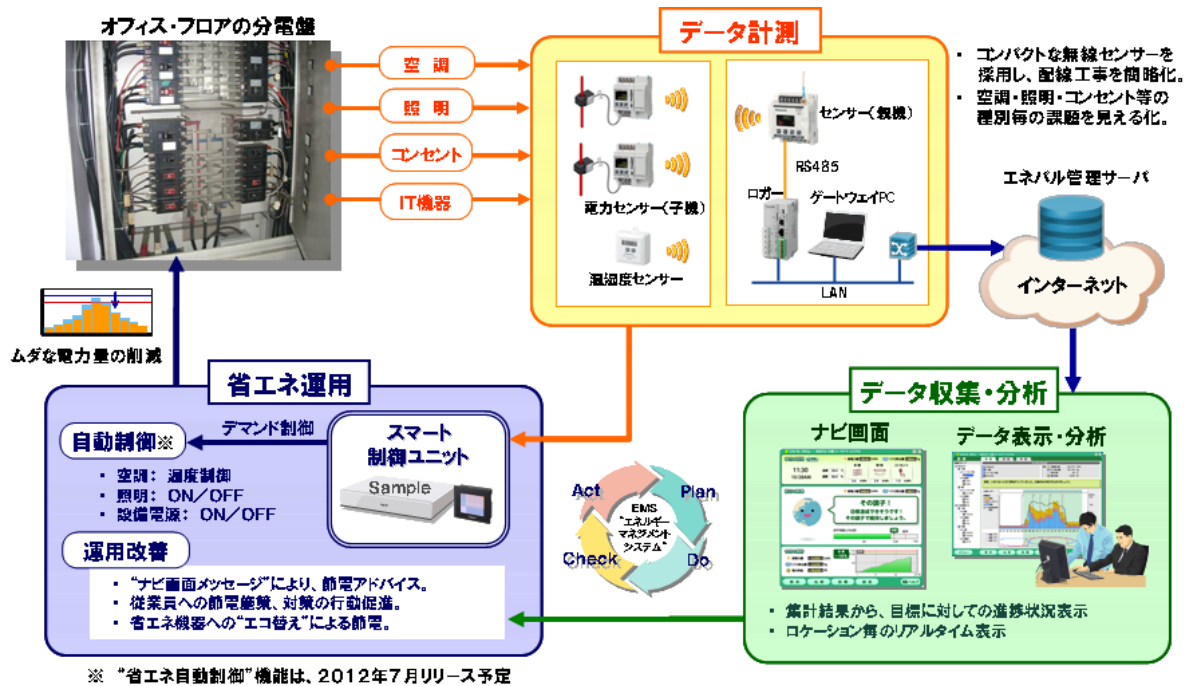 オフィス・フロアの分電盤
空 調
照 明
コンセント
IT機器
データ計測
電力センサー(子機)
温湿度センサー
センサー(親機)
RS485
ロガー
ゲートウェイPC
LAN
・ コンパクトな無線センサーを
採用し、配線工事を簡略化。
・ 空調・照明・コンセント等の
種別毎の課題を見える化。
エネパル管理サーバ
インターネット
ムダな電力量の削減
省エネ運用
自動制御※
デマンド制御
スマート
制御ユニット
Sample
・ 空調: 温度制御
・ 照明: ON/OFF
・ 設備電源: ON/OFF
運用改善
・ “ナビ画面メッセージ”により、節電アドバイス。
・ 従業員への節電施策、対策の行動促進。
・ 省エネ機器への“エコ替え”による節電。
※ “省エネ自動制御”機能は、2012年7月リリース予定
Act
Plan
Check
Do
EMS
“エネルギー
マネジメント
システム”
データ収集・分析
ナビ画面
データ表示・分析
11:30
その調子!
・ 集計結果から、目標に対しての進捗状況表示
・ ロケーション毎のリアルタイム表示